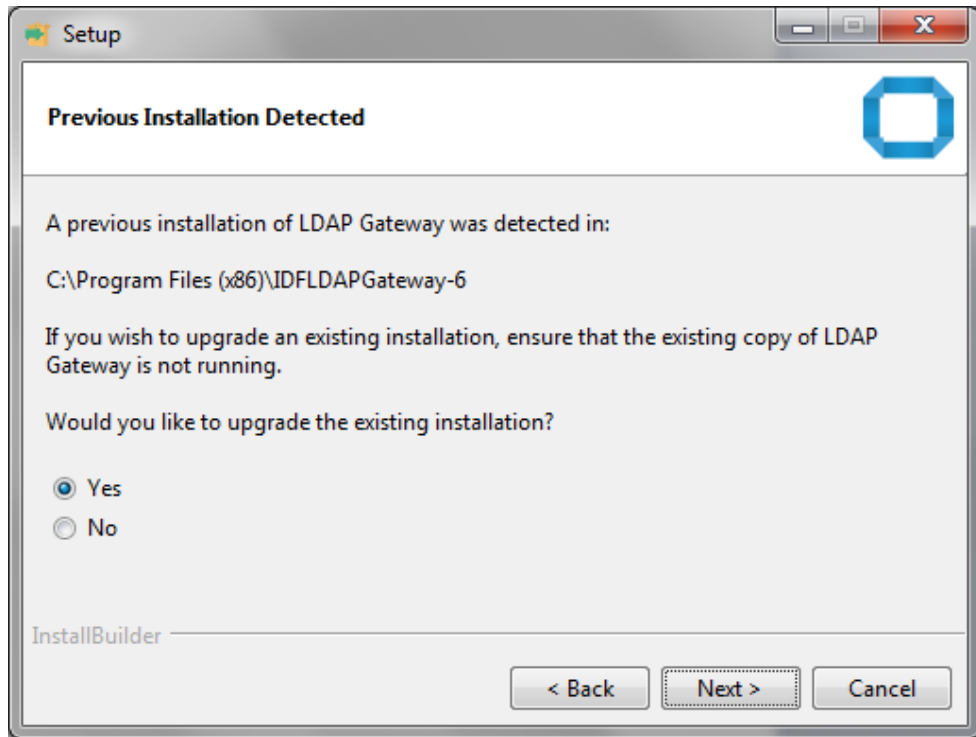 Setup
Previous Installation Detected
A previous installation of LDAP Gateway was detected in:
C:\Program Files (x86)\IDFLDAPGateway-6
If you wish to upgrade an existing installation, ensure that the existing copy of LDAP
Gateway is not running.
Would you like to upgrade the existing installation?
Yes
No
InstallBuilder
< Back
Next >
Cancel